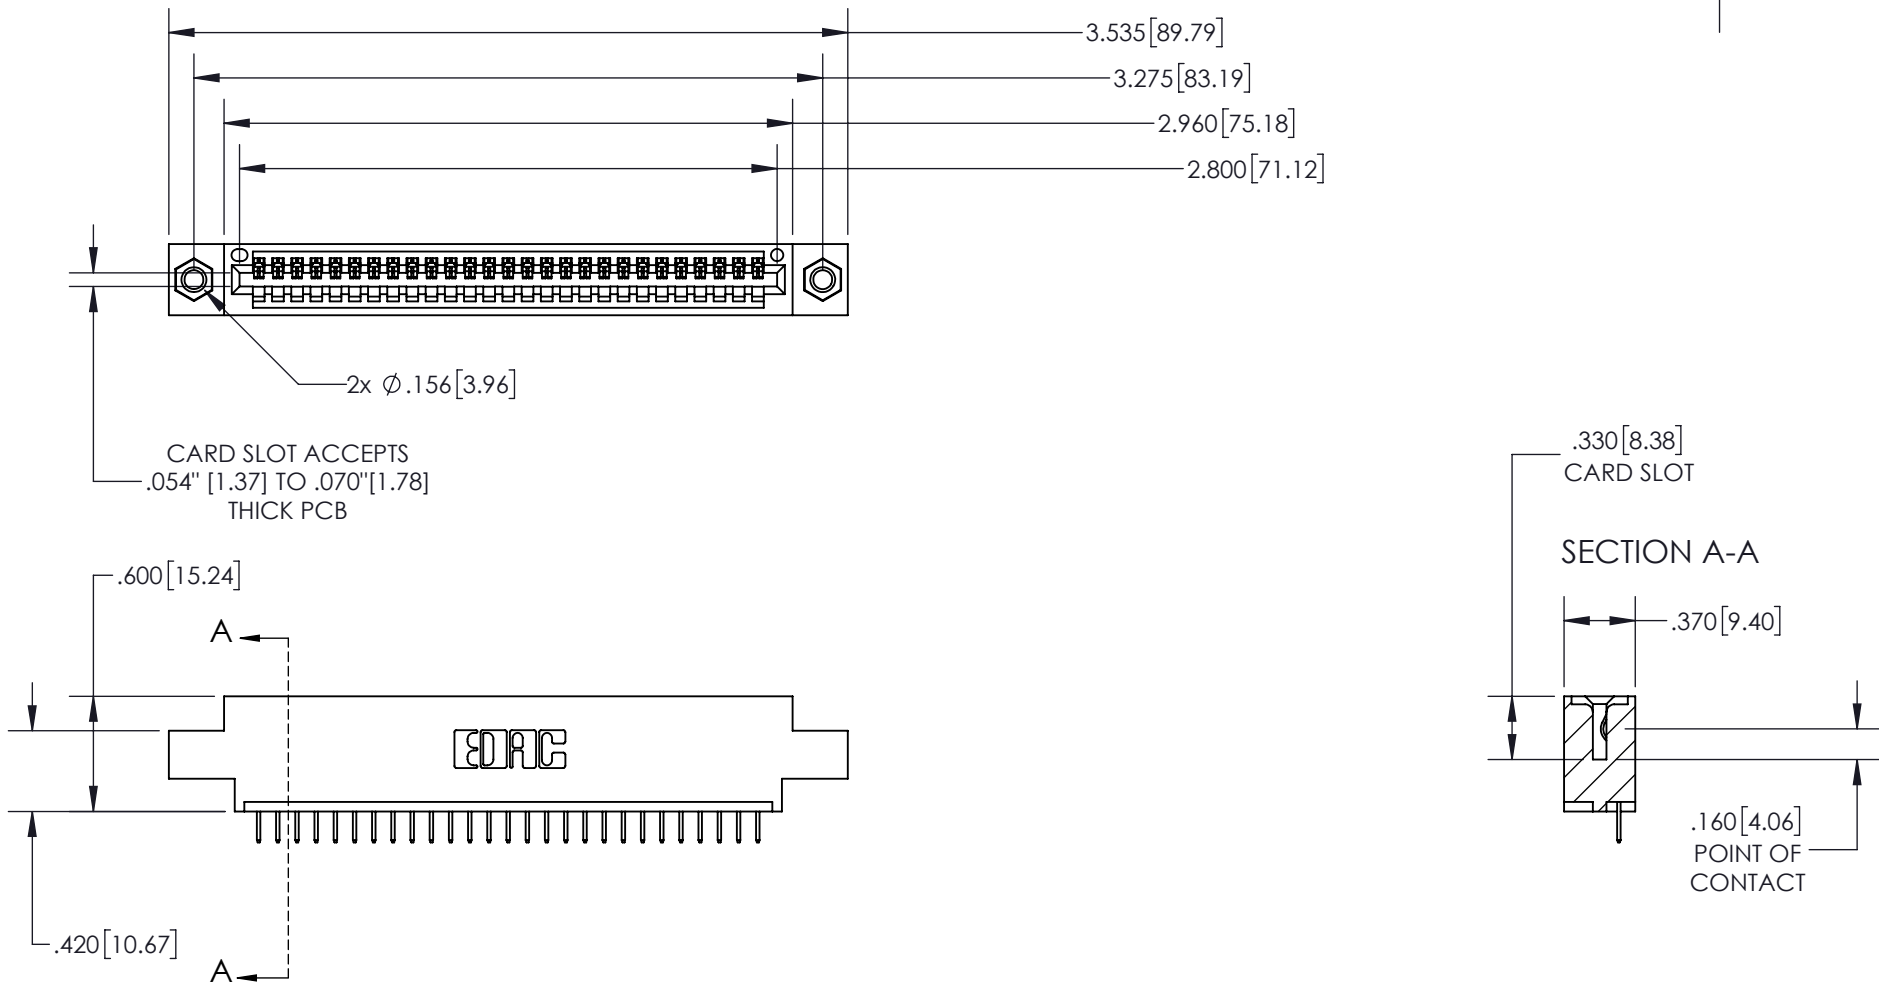 3.535[89.79]
3.275[83.19]
2.960[75.18]
2.800[71.12]
2x Ø.156[3.96]
CARD SLOT ACCEPTS
.054" [1.37] TO .070"[1.78]
THICK PCB
.330[8.38]
CARD SLOT
SECTION A-A
.600[15.24]
.370[9.40]
A
EDAC
.160[4.06]
POINT OF
CONTACT
.420[10.67]
A